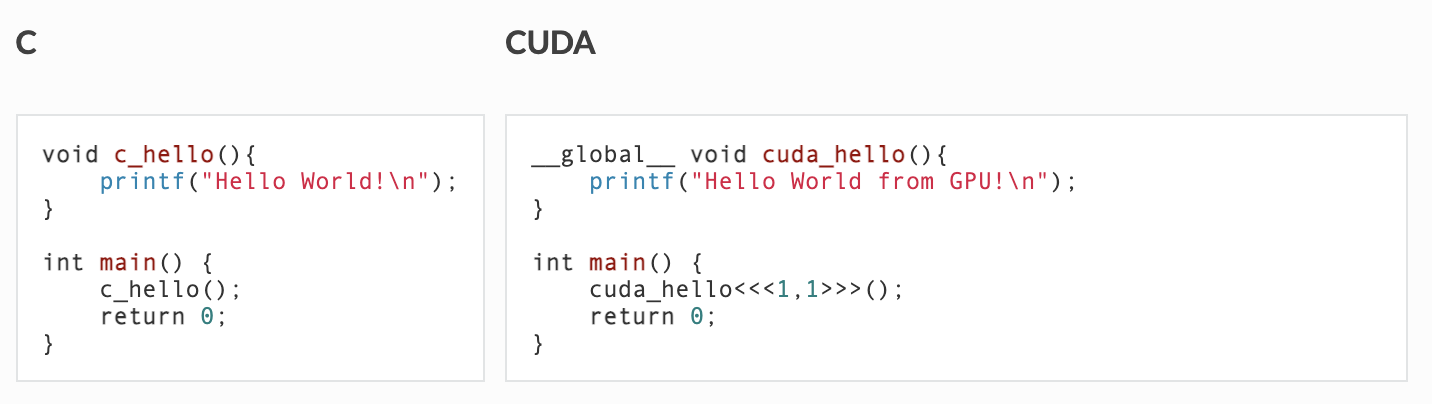 C
void c_hello(){
    printf("Hello World!\n");
}

int main() {
    c_hello();
    return 0;
}
CUDA
__global__ void cuda_hello(){
    printf("Hello World from GPU!\n");
}

int main() {
    cuda_hello<<<1,1>>>();
    return 0;
}